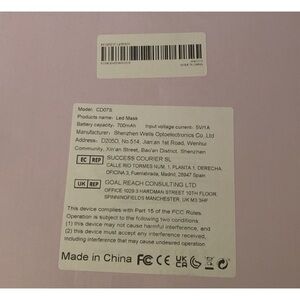 Model: CD07S
Products name: Led Mask
Battery capacity: 700mAh Input voltage current: 5V/1A
Manufacturer: Shenzhen Wells Optoelectronics Co., Ltd
Address: D205D, No.514, Jian'an 1st Road, Wenhui
Community, Xin'an Street, Bao'an District, Shenzhen
EC REP SUCCESS COURIER SL
CALLE RIO TORMES NUM. 1, PLANTA 1, DERECHA,
OFICINA 3, Fuenlabrada, Madrid, 28947 Spain
UK REP GOAL REACH CONSULTING LTD
OFFICE 1029 3 HARDMAN STREET 10TH FLOOR,
SPINNINGFIELDS MANCHESTER, UK M3 3HF
This device complies with Part 15 of the FCC Rules.
Operation is subject to the following two conditions:
(1) this device may not cause harmful interference, and
(2) this device must accept any interference received,
including interference that may cause undesired operation.
Made in China FC CE UK CA